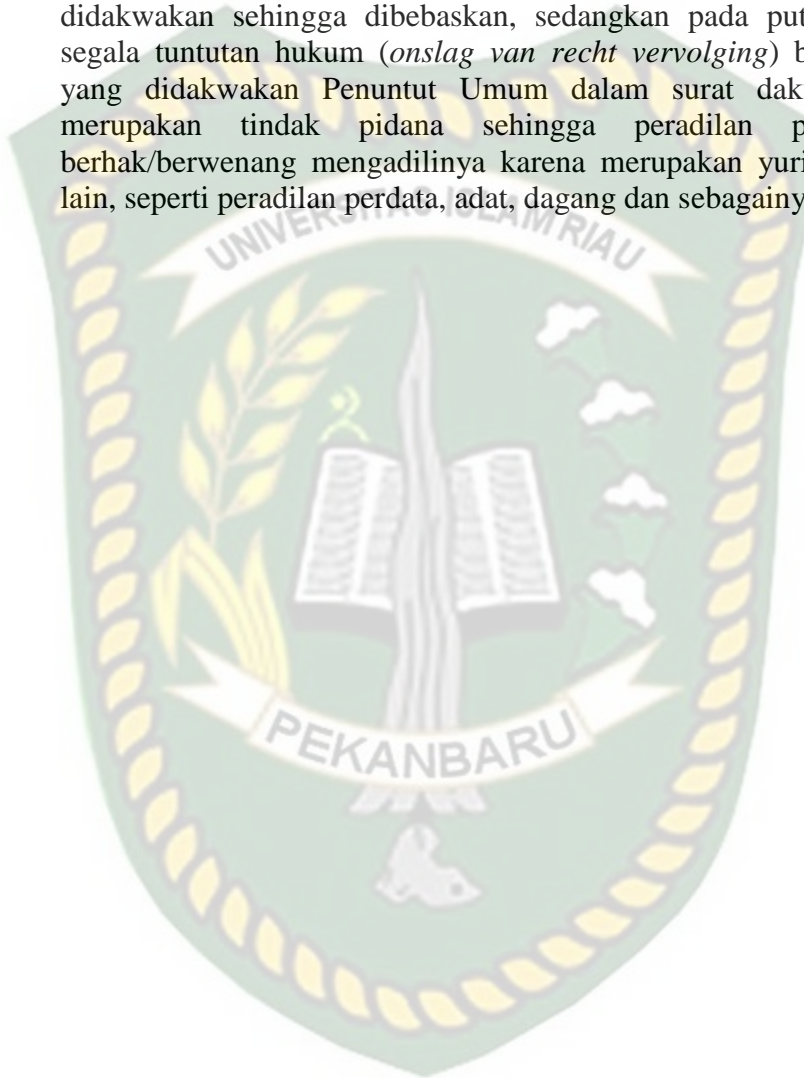 didakwakan sehingga dibebaskan, sedangkan pada put
segala tuntutan hukum (onslag van recht vervolging) b
yang didakwakan Penuntut Umum dalam surat dak
merupakan tindak pidana sehingga peradilan p
berhak/berwenang mengadilinya karena merupakan yuri
lain, seperti peradilan perdata, adat, dagang dan sebagainy
UNIVERSITAS ISLAM RIAU
PEKANBARU